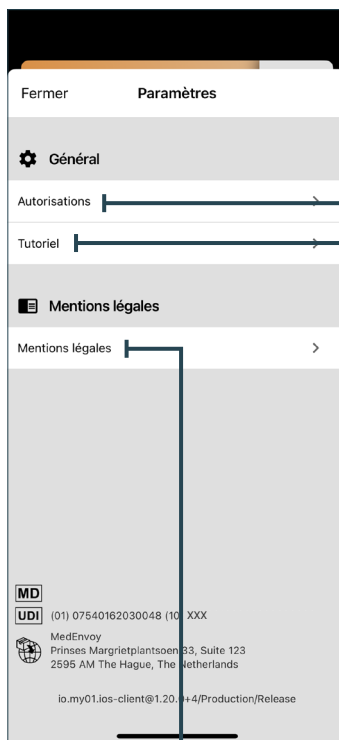 Fermer Paramètres
Général
Autorisations
Tutoriel
Mentions légales
Mentions légales
MD
UDI (01) 07540162030048 (10) XXX
MedEnvoy
Prinses Margrietplantsoen 33, Suite 123
2595 AM The Hague, The Netherlands
io.my01.ios-client@1.20.0+4/Production/Release